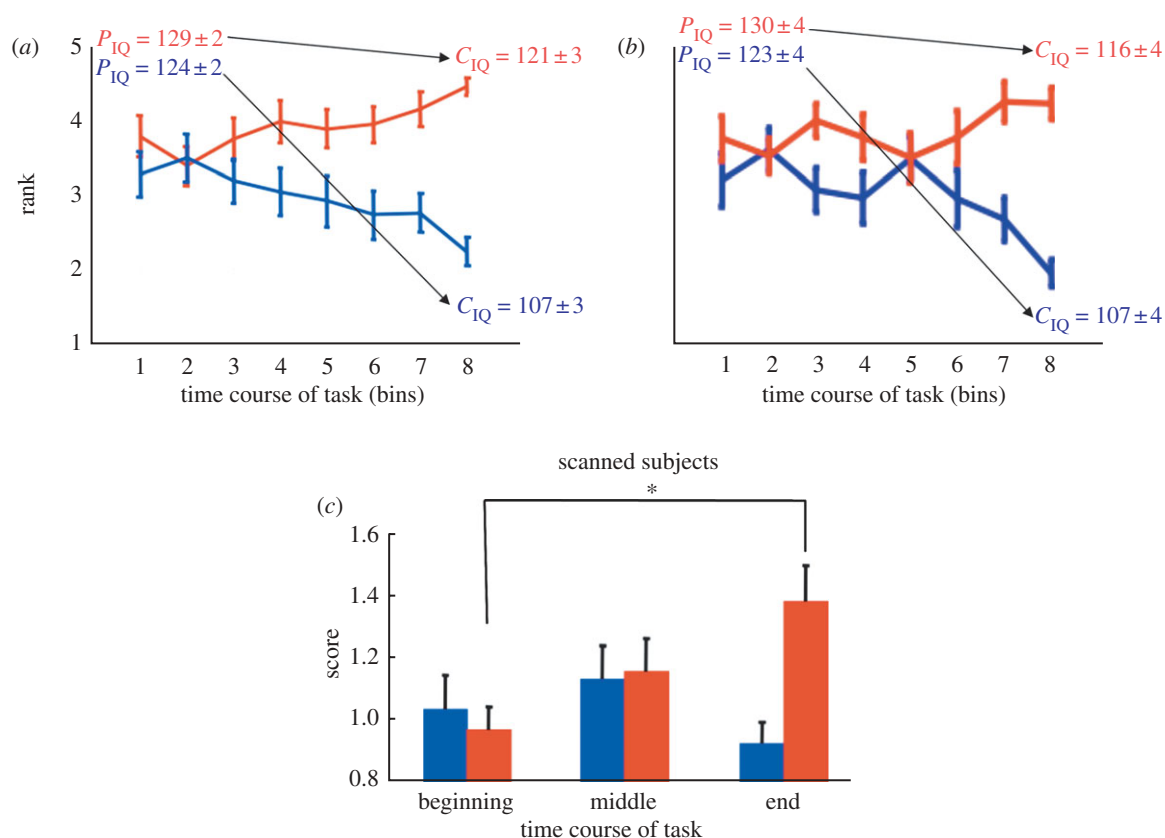 (a)
P_IQ = 129 ± 2
P_IQ = 124 ± 2
C_IQ = 121 ± 3
C_IQ = 107 ± 3
5
4
3
2
1
rank
1 2 3 4 5 6 7 8
time course of task (bins)
(b)
P_IQ = 130 ± 4
P_IQ = 123 ± 4
C_IQ = 116 ± 4
C_IQ = 107 ± 4
1 2 3 4 5 6 7 8
time course of task (bins)
scanned subjects
*
(c)
1.6
1.4
1.2
1.0
0.8
score
beginning middle end
time course of task